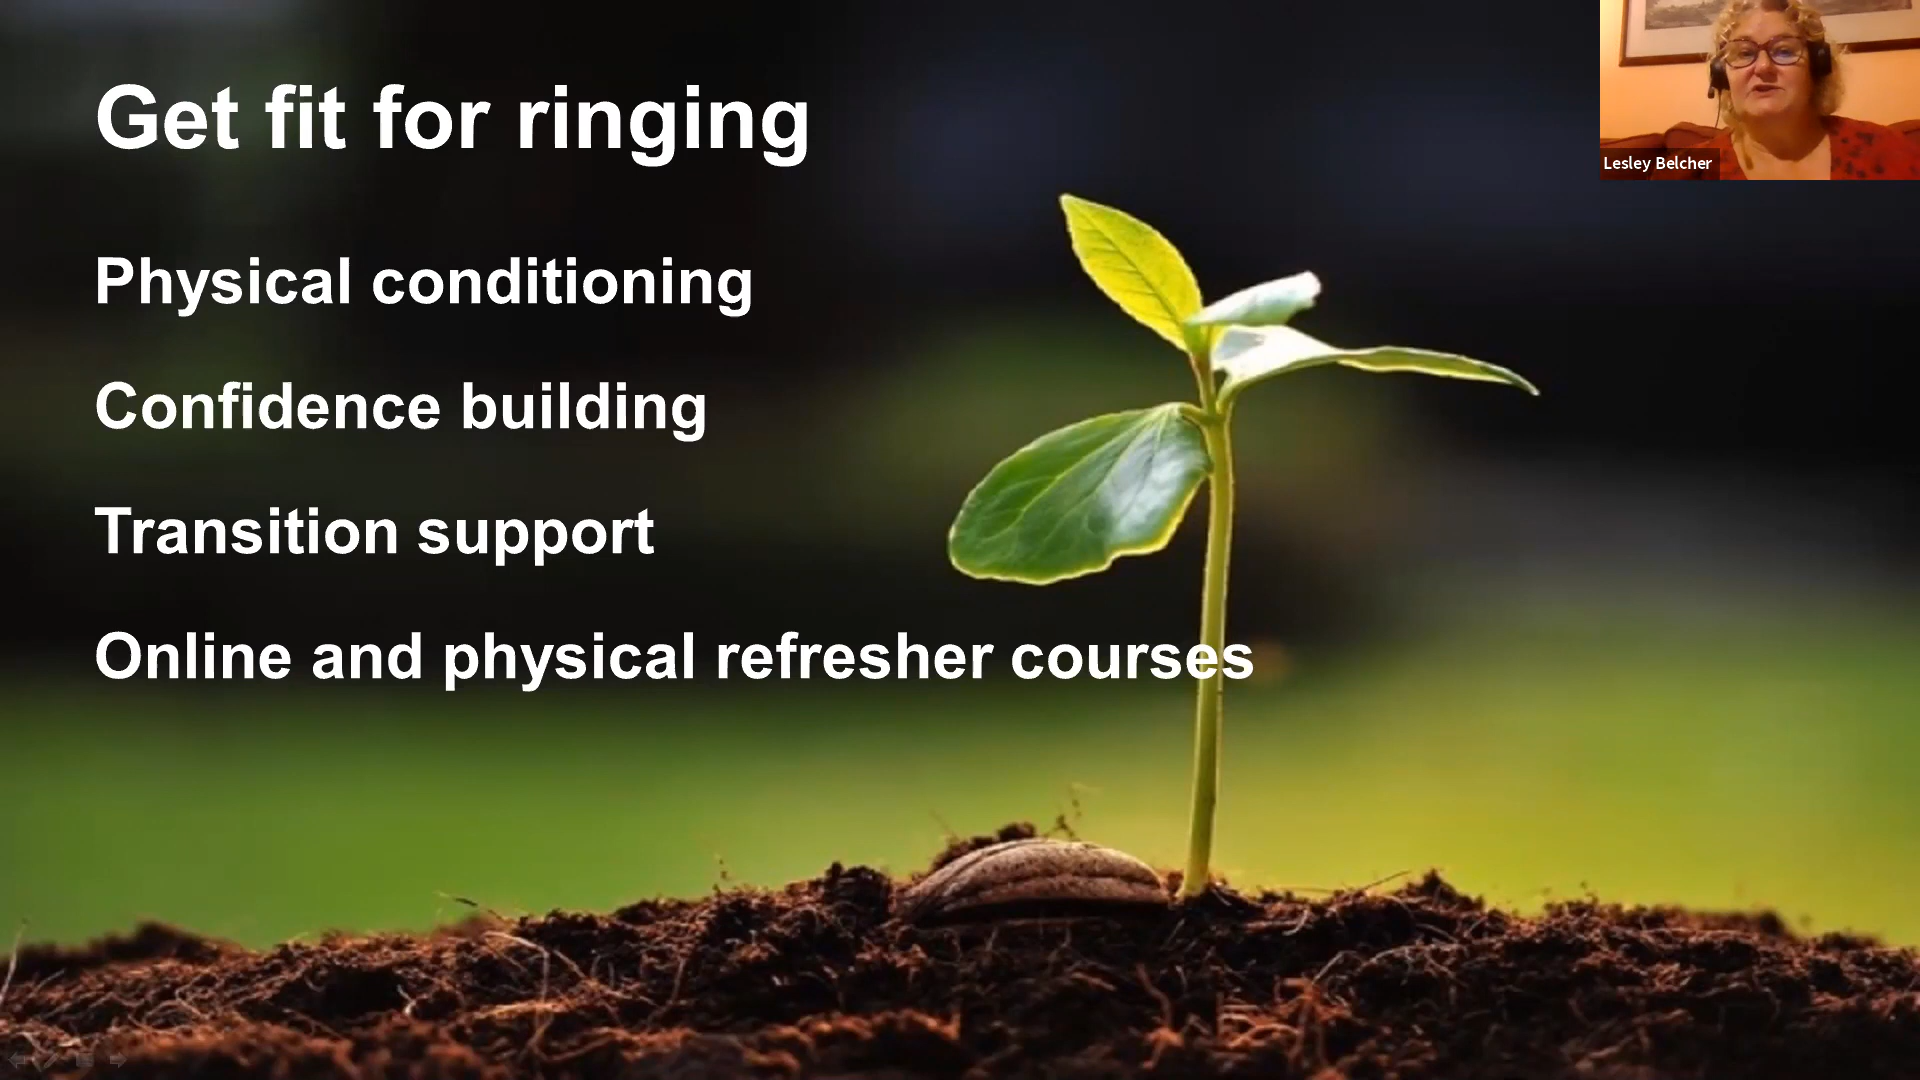 Get fit for ringing
Physical conditioning
Confidence building
Transition support
Online and physical refresher courses
Lesley Belcher